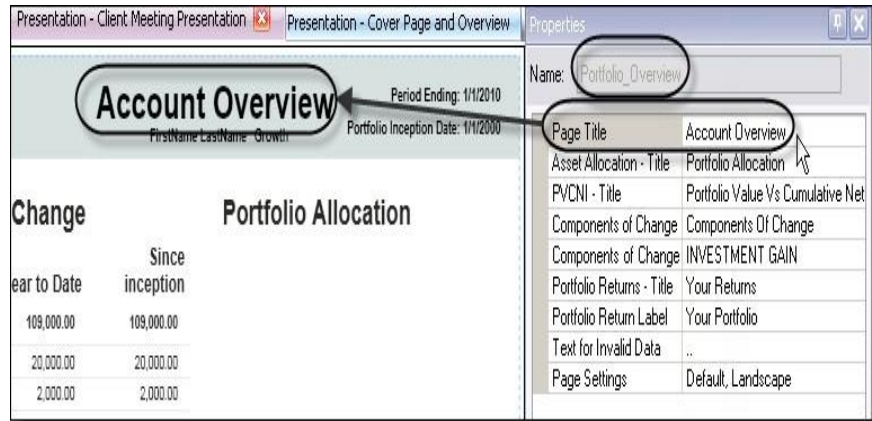 Presentation - Client Meeting Presentation
Presentation - Cover Page and Overview
Account Overview
FirstName LastName Growth
Period Ending: 1/1/2010
Portfolio Inception Date: 1/1/2000
Change
Portfolio Allocation
ear to Date
Since
inception
109,000.00 109,000.00
20,000.00 20,000.00
2,000.00 2,000.00
Properties
Name: Portfolio_Overview
Page Title Account Overview
Asset Allocation - Title Portfolio Allocation
PVCNI - Title Portfolio Value Vs Cumulative Net
Components of Change Components Of Change
Components of Change INVESTMENT GAIN
Portfolio Returns - Title Your Returns
Portfolio Return Label Your Portfolio
Text for Invalid Data ..
Page Settings Default, Landscape